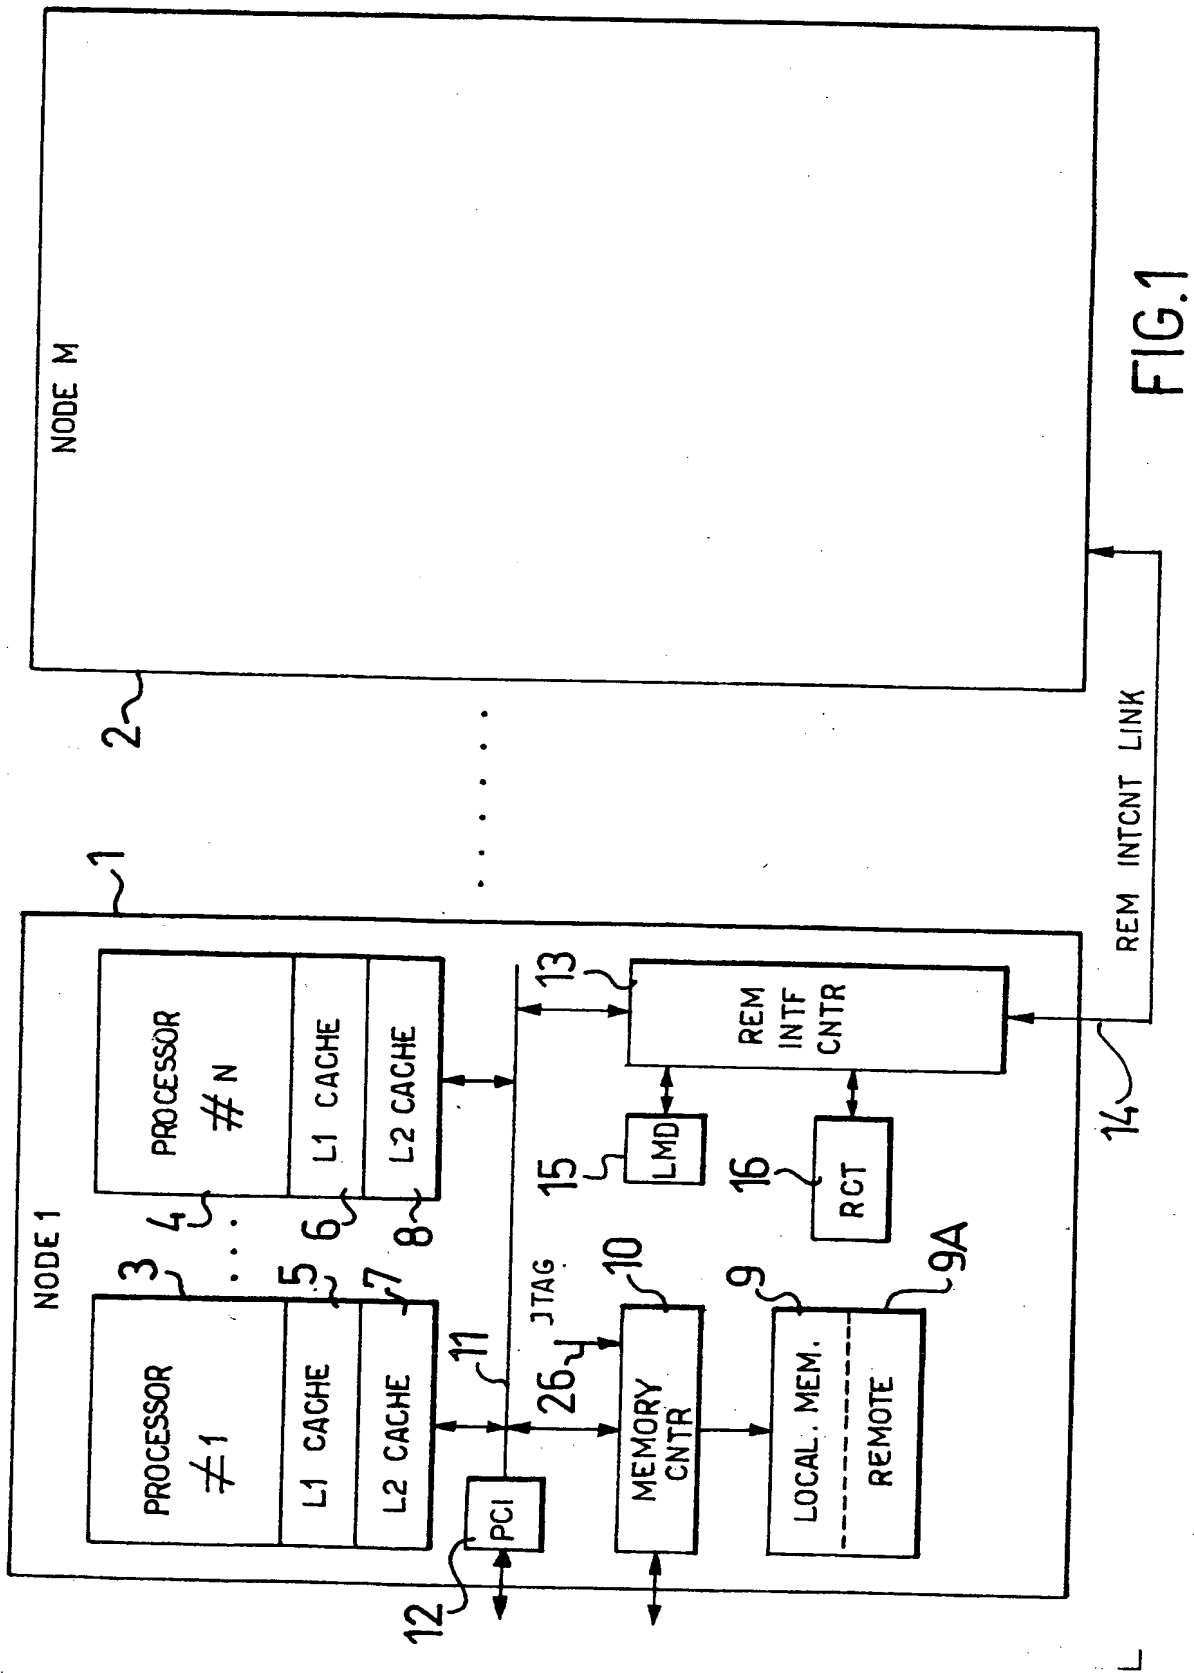 NODE 1
1
PROCESSOR
#1
3
L1 CACHE
5
L2 CACHE
7
. . .
PROCESSOR
# N
4
L1 CACHE
6
L2 CACHE
8
11
PCI
12
26
JTAG
MEMORY
CNTR
10
LOCAL. MEM.
9
REMOTE
9A
13
REM
INTF
CNTR
LMD
15
RCT
16
14
REM INTCNT LINK
. . . . . .
NODE M
2
FIG.1